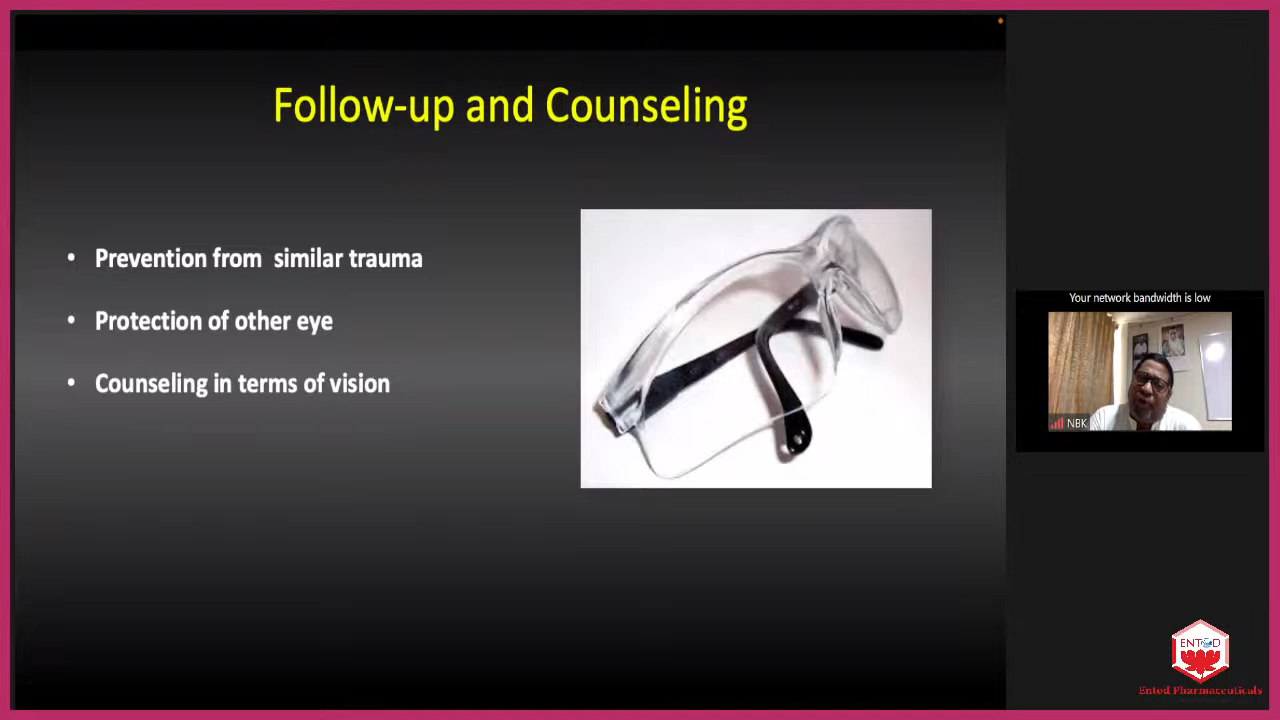 Follow-up and Counseling
• Prevention from  similar trauma
• Protection of other eye
• Counseling in terms of vision
Your network bandwidth is low
NBK
ENTOD
Entod Pharmaceuticals